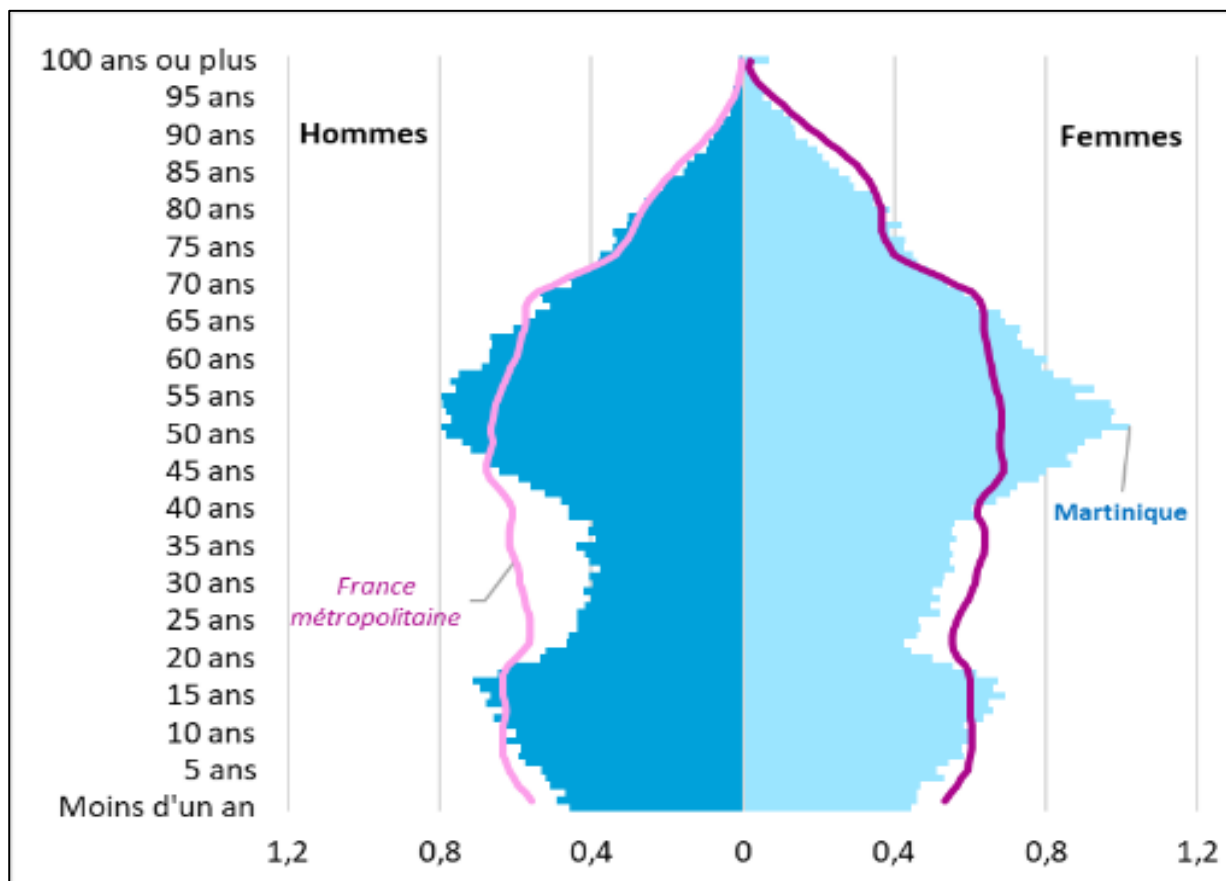 100 ans ou plus
95 ans
Hommes
Femmes
90 ans
85 ans
80 ans
75 ans
70 ans
65 ans
60 ans
55 ans
50 ans
45 ans
40 ans
Martinique
35 ans
30 ans
France
métropolitaine
25 ans
20 ans
15 ans
10 ans
5 ans
Moins d'un an
1,2 0,8 0,4 0 0,4 0,8 1,2